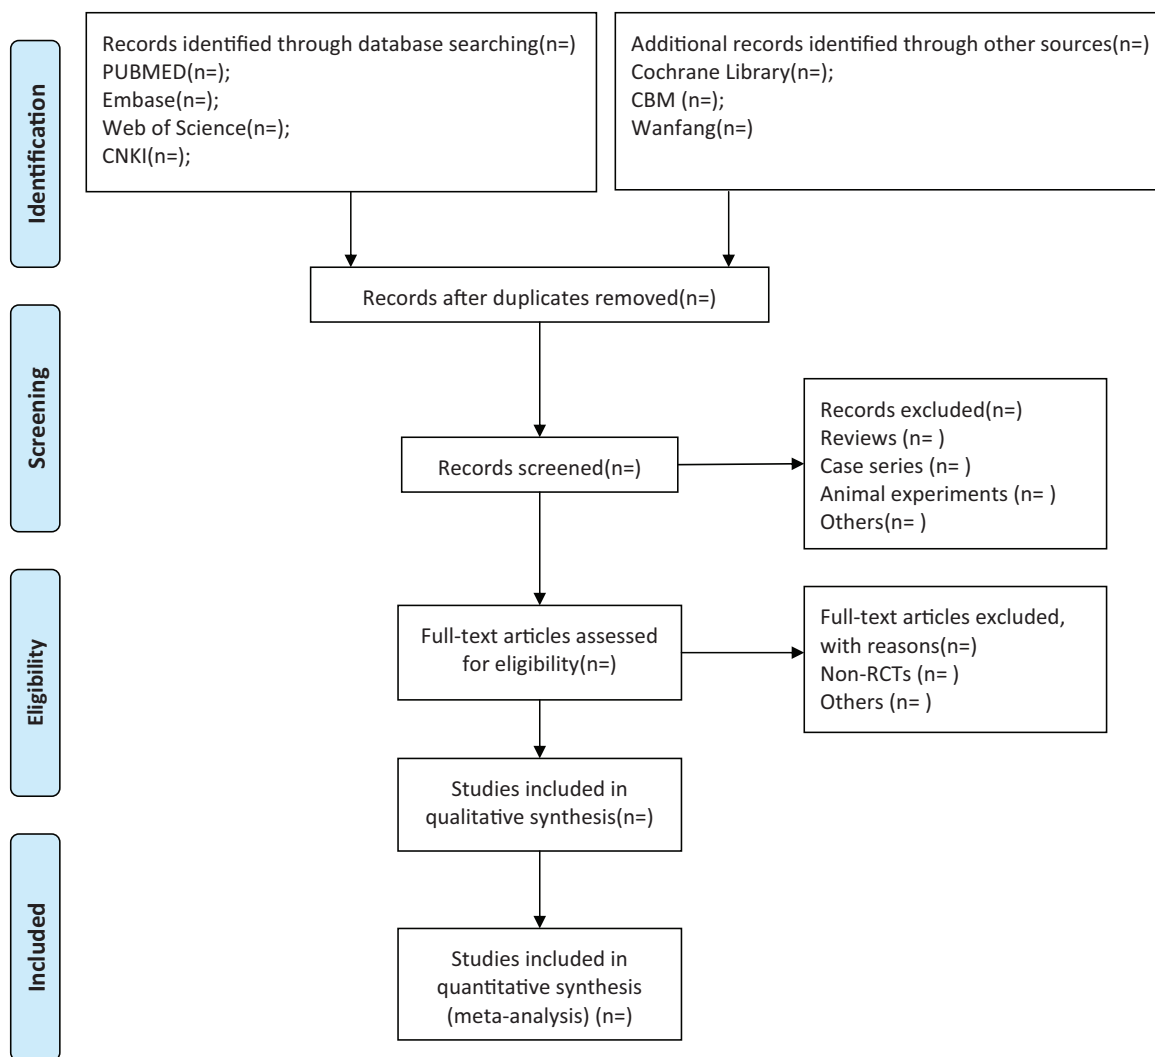 Identification
Records identified through database searching(n=)
PUBMED(n=);
Embase(n=);
Web of Science(n=);
CNKI(n=);
Additional records identified through other sources(n=)
Cochrane Library(n=);
CBM (n=);
Wanfang(n=)
Records after duplicates removed(n=)
Screening
Records screened(n=)
Records excluded(n=)
Reviews (n= )
Case series (n= )
Animal experiments (n= )
Others(n= )
Eligibility
Full-text articles assessed
for eligibility(n=)
Full-text articles excluded,
with reasons(n=)
Non-RCTs (n= )
Others (n= )
Studies included in
qualitative synthesis(n=)
Included
Studies included in
quantitative synthesis
(meta-analysis) (n=)